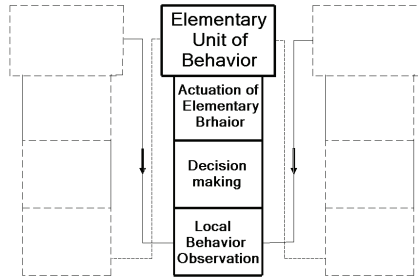 Elementary
Unit of
Behavior
Actuation of
Elementary
Brhaior
Decision
making
Local
Behavior
Observation